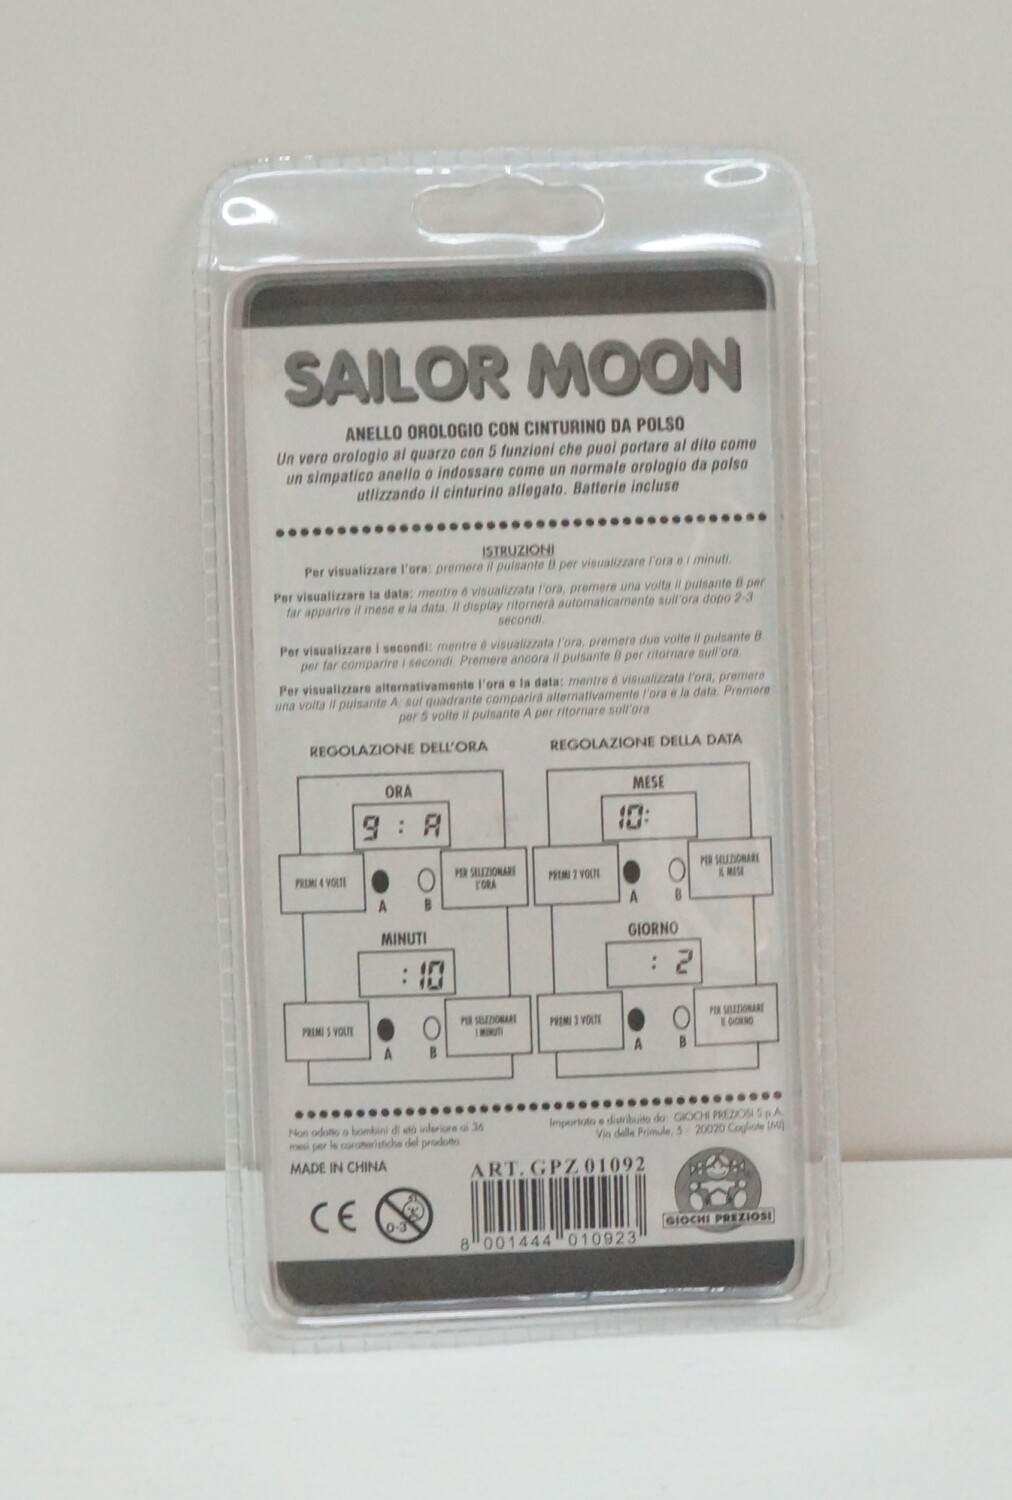 SAILOR MOON
ANELLO OROLOGIO CON CINTURINO DA POLSO
Un vero orologio al quarzo con 5 funzioni che puoi portare al dito come
un simpatico anello o indossare come un normale orologio da polso
utlizzando il cinturino allegato. Batterie incluse
ISTRUZIONI
Per visualizzare l'ora: premere il pulsante B per visualizzare l'ora e i minuti.
Per visualizzare la data: mentre è visualizzata l'ora, premere una volta il pulsante B per
far apparire il mese e la data. Il display ritornerà automaticamente sull'ora dopo 2-3
secondi.
Per visualizzare i secondi: mentre è visualizzata l'ora, premere due volte il pulsante B
per far comparire i secondi. Premere ancora il pulsante B per ritornare sull'ora.
Per visualizzare alternativamente l'ora e la data: mentre è visualizzata l'ora, premere
una volta il pulsante A: sul quadrante comparirà alternativamente l'ora e la data. Premere
per 5 volte il pulsante A per ritornare sull'ora
REGOLAZIONE DELL'ORA
ORA
9 : A
PREMI 4 VOLTE
A
B
PER SELEZIONARE
L'ORA
MINUTI
:10
PREMI 5 VOLTE
A
B
PER SELEZIONARE
I MINUTI
REGOLAZIONE DELLA DATA
MESE
10:
PREMI 2 VOLTE
A
B
PER SELEZIONARE
IL MESE
GIORNO
: 2
PREMI 3 VOLTE
A
B
PER SELEZIONARE
IL GIORNO
Non adatto a bambini di età inferiore ai 36
mesi per le caratteristiche del prodotto.
Importato e distribuito da: GIOCHI PREZIOSI S.p.A.
Via delle Primule, 5 - 20020 Cogliate (MI)
MADE IN CHINA
CE
0-3
ART. GPZ 01092
8 001444 010923
GIOCHI PREZIOSI